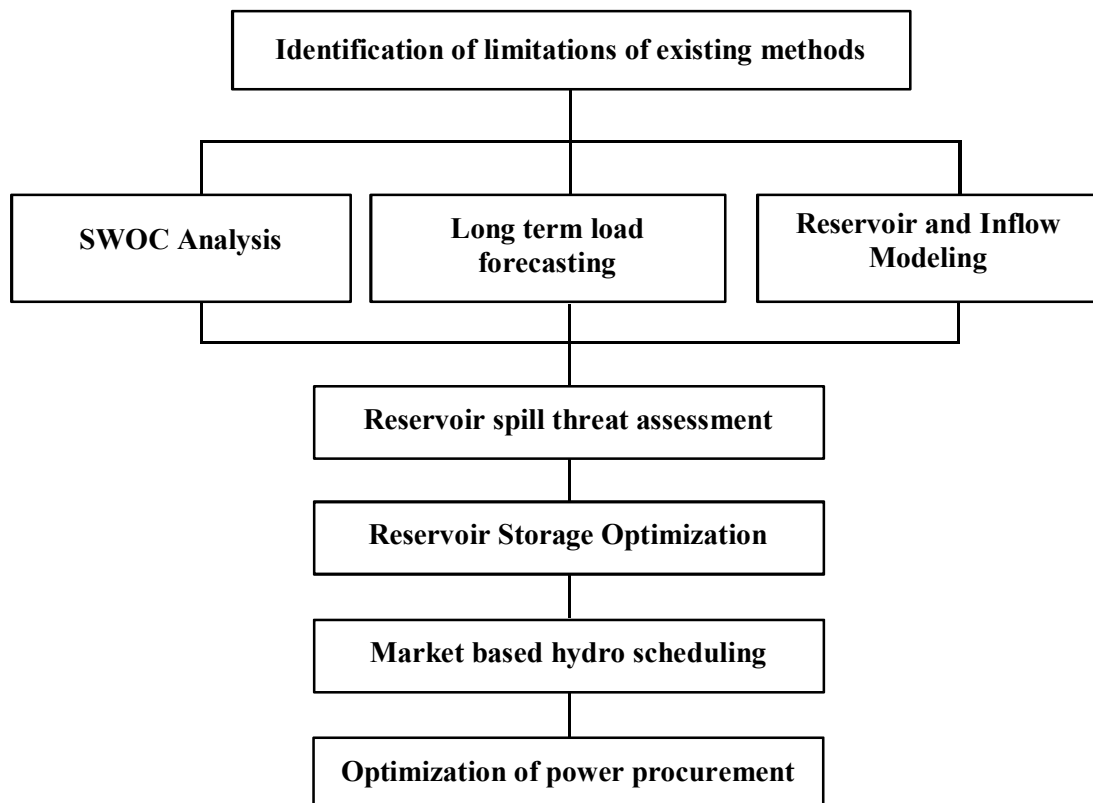 Identification of limitations of existing methods
SWOC Analysis
Long term load
forecasting
Reservoir and Inflow
Modeling
Reservoir spill threat assessment
Reservoir Storage Optimization
Market based hydro scheduling
Optimization of power procurement